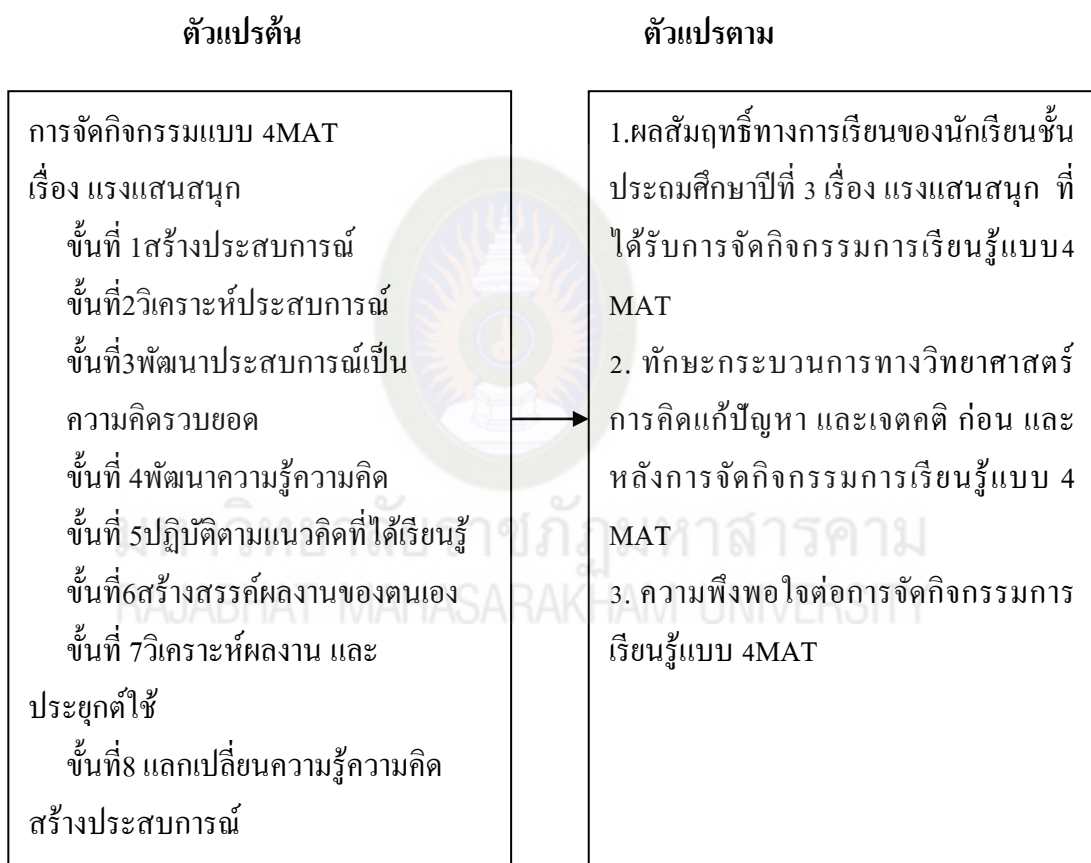 ตัวแปรต้น
ตัวแปรตาม
การจัดกิจกรรมแบบ 4MAT
เรื่อง แรงแสนสนุก
ขั้นที่ 1สร้างประสบการณ์
ขั้นที่2วิเคราะห์ประสบการณ์
ขั้นที่3พัฒนาประสบการณ์เป็น
ความคิดรวบยอด
ขั้นที่ 4พัฒนาความรู้ความคิด
ขั้นที่ 5ปฏิบัติตามแนวคิดที่ได้เรียนรู้
ขั้นที่6สร้างสรรค์ผลงานของตนเอง
ขั้นที่ 7วิเคราะห์ผลงาน และ
ประยุกต์ใช้
ขั้นที่8 แลกเปลี่ยนความรู้ความคิด
สร้างประสบการณ์
1.ผลสัมฤทธิ์ทางการเรียนของนักเรียนชั้น
ประถมศึกษาปีที่ 3 เรื่อง แรงแสนสนุก ที่
ได้รับการจัดกิจกรรมการเรียนรู้แบบ4
MAT
2. ทักษะกระบวนการทางวิทยาศาสตร์
การคิดแก้ปัญหา และเจตคติ ก่อน และ
หลังการจัดกิจกรรมการเรียนรู้แบบ 4
MAT
3. ความพึงพอใจต่อการจัดกิจกรรมการ
เรียนรู้แบบ 4MAT
มหาวิทยาลัยราชภัฏมหาสารคาม
RAJABHAT MAHASARAKHAM UNIVERSITY